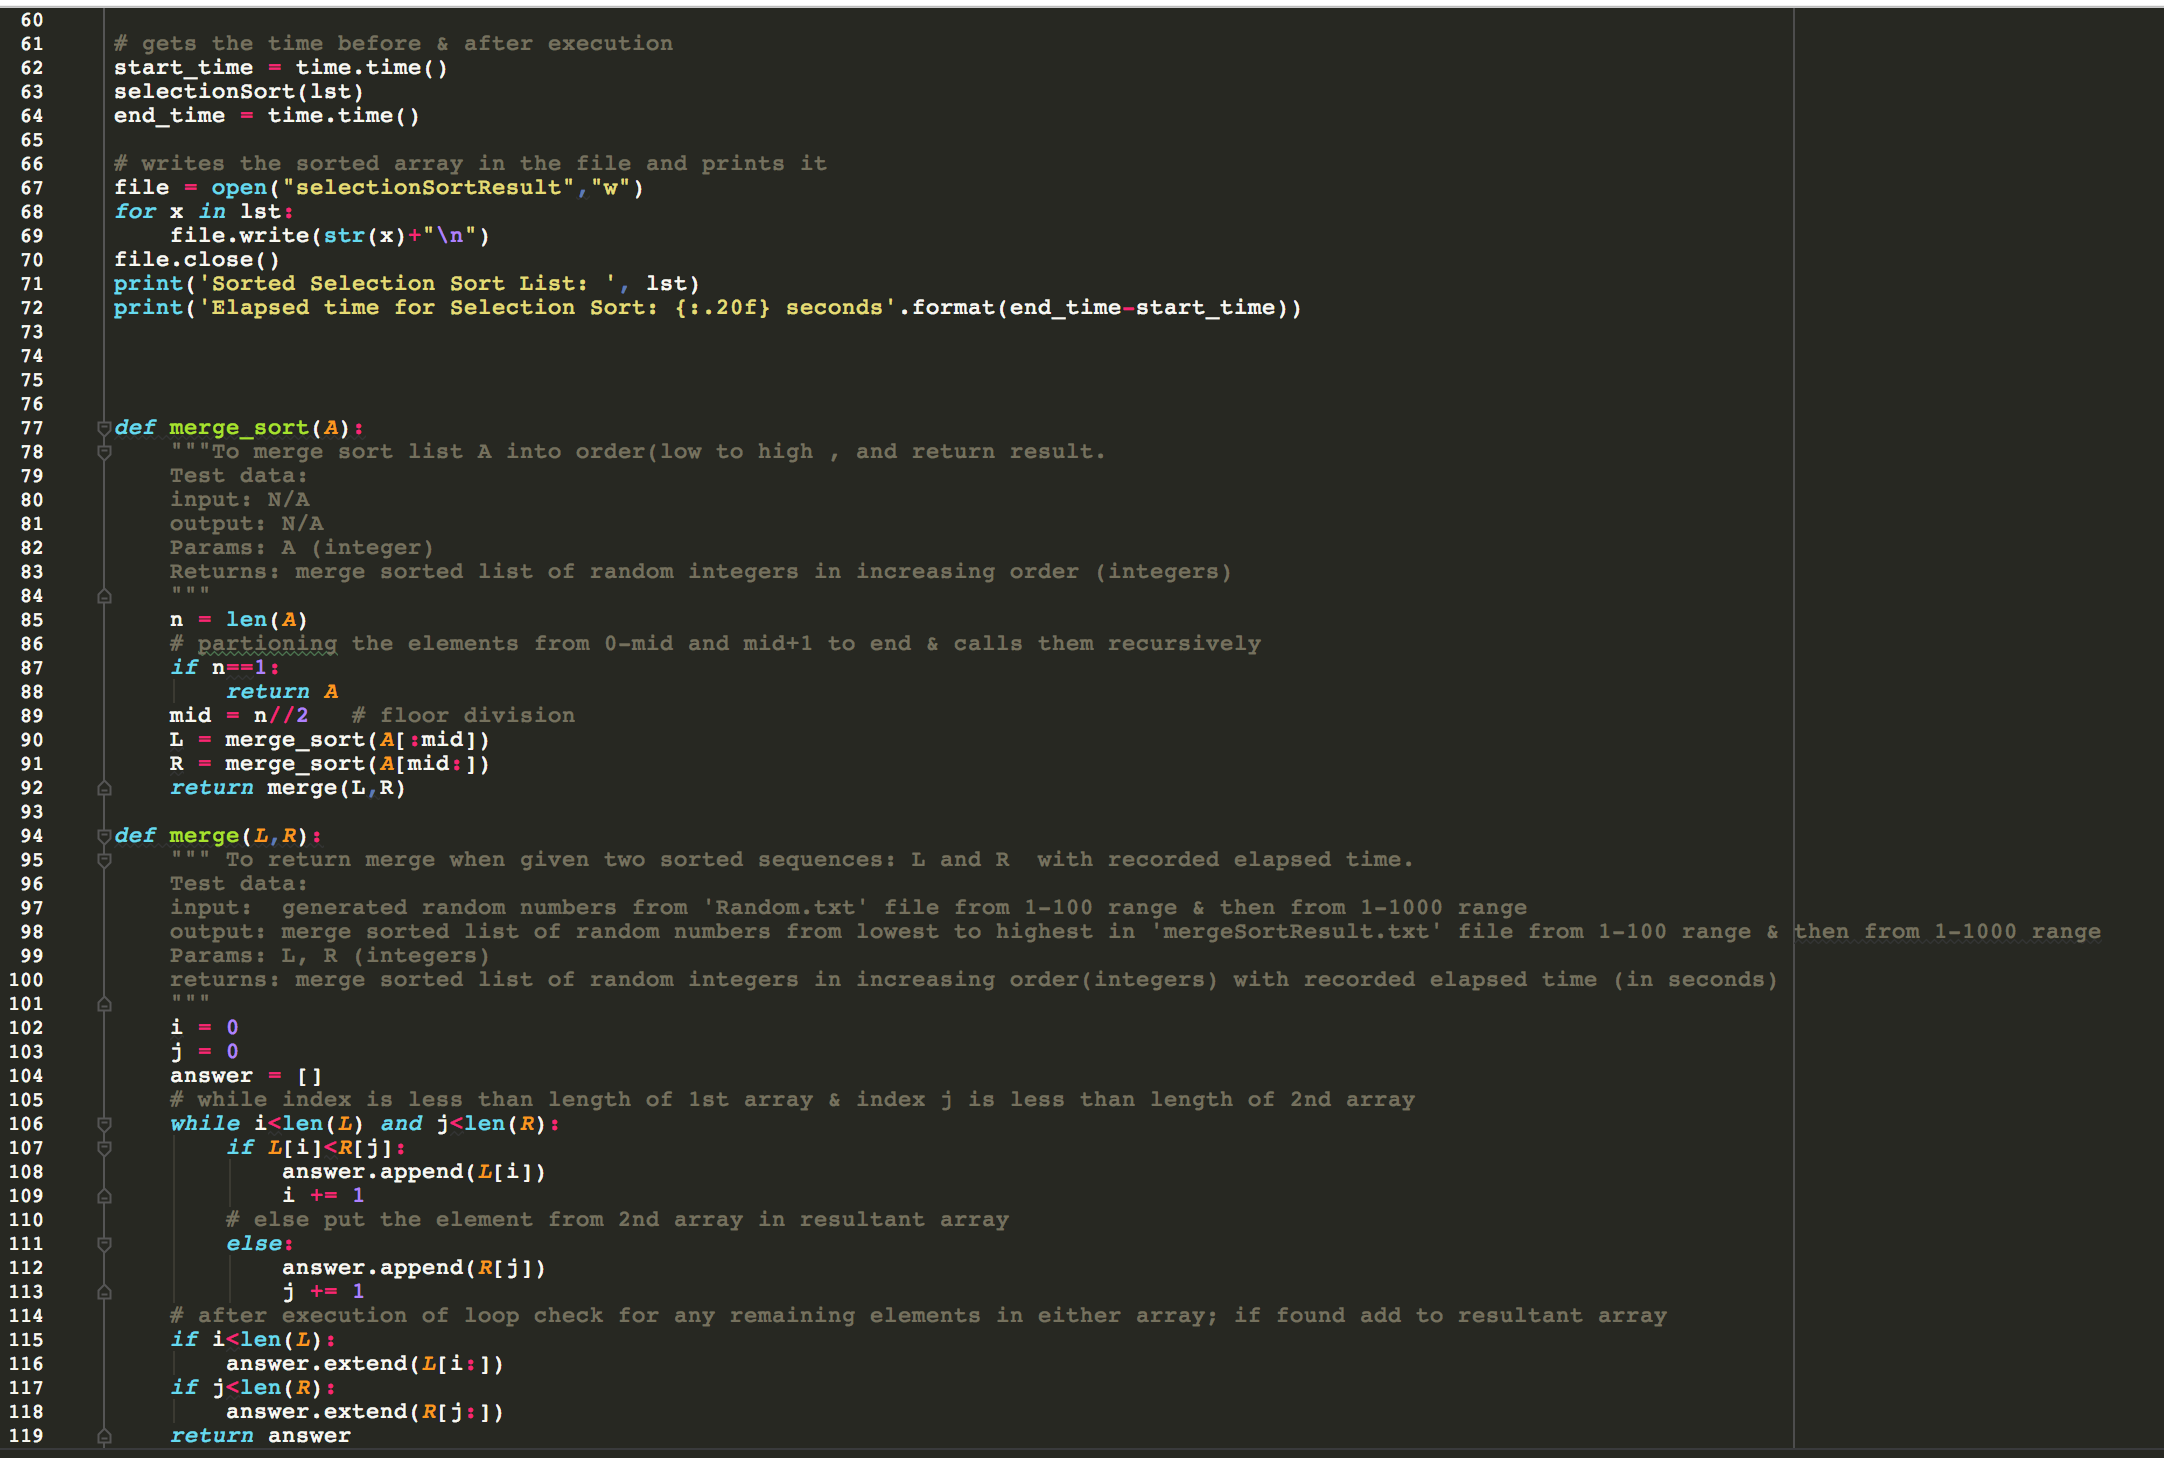 60
61 # gets the time before & after execution
62 start_time = time.time()
63 selectionSort(lst)
64 end_time = time.time()
65
66 # writes the sorted array in the file and prints it
67 file = open("selectionSortResult","w")
68 for x in lst:
69     file.write(str(x)+"\n")
70 file.close()
71 print('Sorted Selection Sort List: ', lst)
72 print('Elapsed time for Selection Sort: {:.20f} seconds'.format(end_time-start_time))
73
74
75
76
77 def merge_sort(A):
78     """To merge sort list A into order(low to high , and return result.
79     Test data:
80     input: N/A
81     output: N/A
82     Params: A (integer)
83     Returns: merge sorted list of random integers in increasing order (integers)
84     """
85     n = len(A)
86     # partioning the elements from 0-mid and mid+1 to end & calls them recursively
87     if n==1:
88         return A
89     mid = n//2   # floor division
90     L = merge_sort(A[:mid])
91     R = merge_sort(A[mid:])
92     return merge(L,R)
93
94 def merge(L,R):
95     """ To return merge when given two sorted sequences: L and R  with recorded elapsed time.
96     Test data:
97     input:  generated random numbers from 'Random.txt' file from 1-100 range & then from 1-1000 range
98     output: merge sorted list of random numbers from lowest to highest in 'mergeSortResult.txt' file from 1-100 range & then from 1-1000 range
99     Params: L, R (integers)
100     returns: merge sorted list of random integers in increasing order(integers) with recorded elapsed time (in seconds)
101     """
102     i = 0
103     j = 0
104     answer = []
105     # while index is less than length of 1st array & index j is less than length of 2nd array
106     while i<len(L) and j<len(R):
107         if L[i]<R[j]:
108             answer.append(L[i])
109             i += 1
110         # else put the element from 2nd array in resultant array
111         else:
112             answer.append(R[j])
113             j += 1
114     # after execution of loop check for any remaining elements in either array; if found add to resultant array
115     if i<len(L):
116         answer.extend(L[i:])
117     if j<len(R):
118         answer.extend(R[j:])
119     return answer